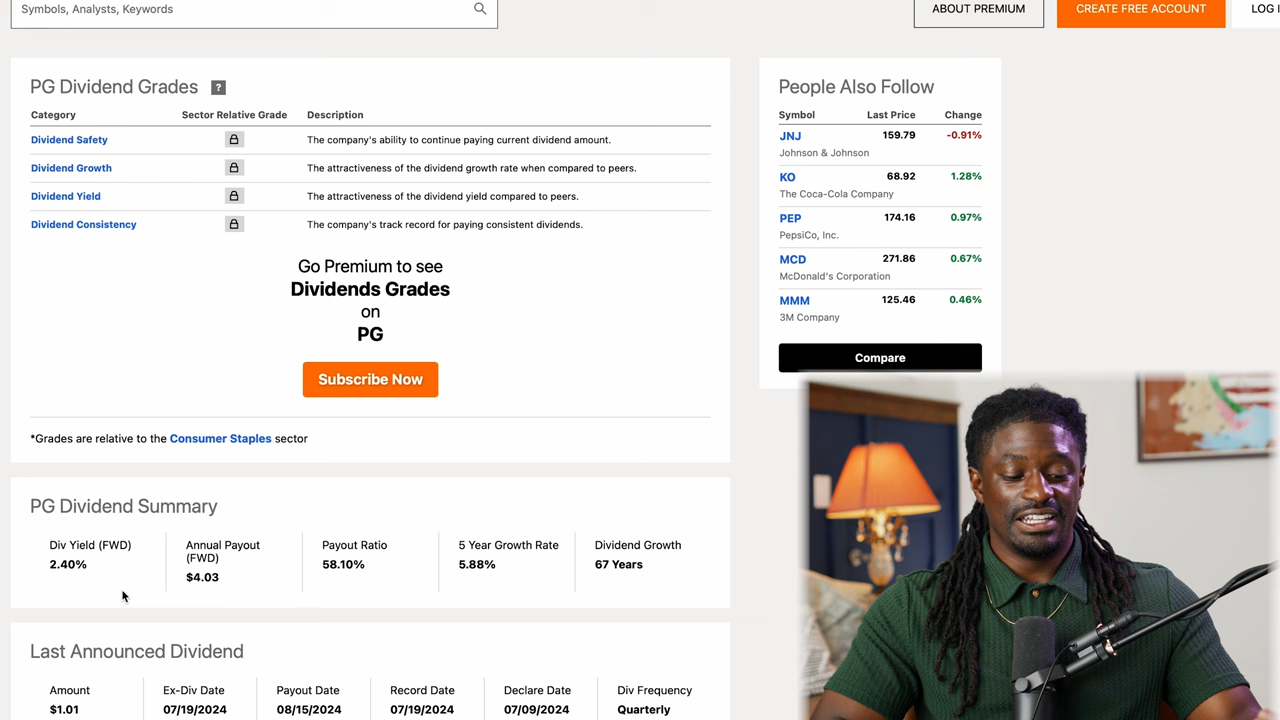 Symbols, Analysts, Keywords
ABOUT PREMIUM
CREATE FREE ACCOUNT
LOG I
PG Dividend Grades ?
Category Sector Relative Grade Description
Dividend Safety The company's ability to continue paying current dividend amount.
Dividend Growth The attractiveness of the dividend growth rate when compared to peers.
Dividend Yield The attractiveness of the dividend yield compared to peers.
Dividend Consistency The company's track record for paying consistent dividends.
Go Premium to see
Dividends Grades
on
PG
Subscribe Now
*Grades are relative to the Consumer Staples sector
People Also Follow
Symbol Last Price Change
JNJ 159.79 -0.91%
Johnson & Johnson
KO 68.92 1.28%
The Coca-Cola Company
PEP 174.16 0.97%
PepsiCo, Inc.
MCD 271.86 0.67%
McDonald's Corporation
MMM 125.46 0.46%
3M Company
Compare
PG Dividend Summary
Div Yield (FWD)
2.40%
Annual Payout
(FWD)
$4.03
Payout Ratio
58.10%
5 Year Growth Rate
5.88%
Dividend Growth
67 Years
Last Announced Dividend
Amount
$1.01
Ex-Div Date
07/19/2024
Payout Date
08/15/2024
Record Date
07/19/2024
Declare Date
07/09/2024
Div Frequency
Quarterly